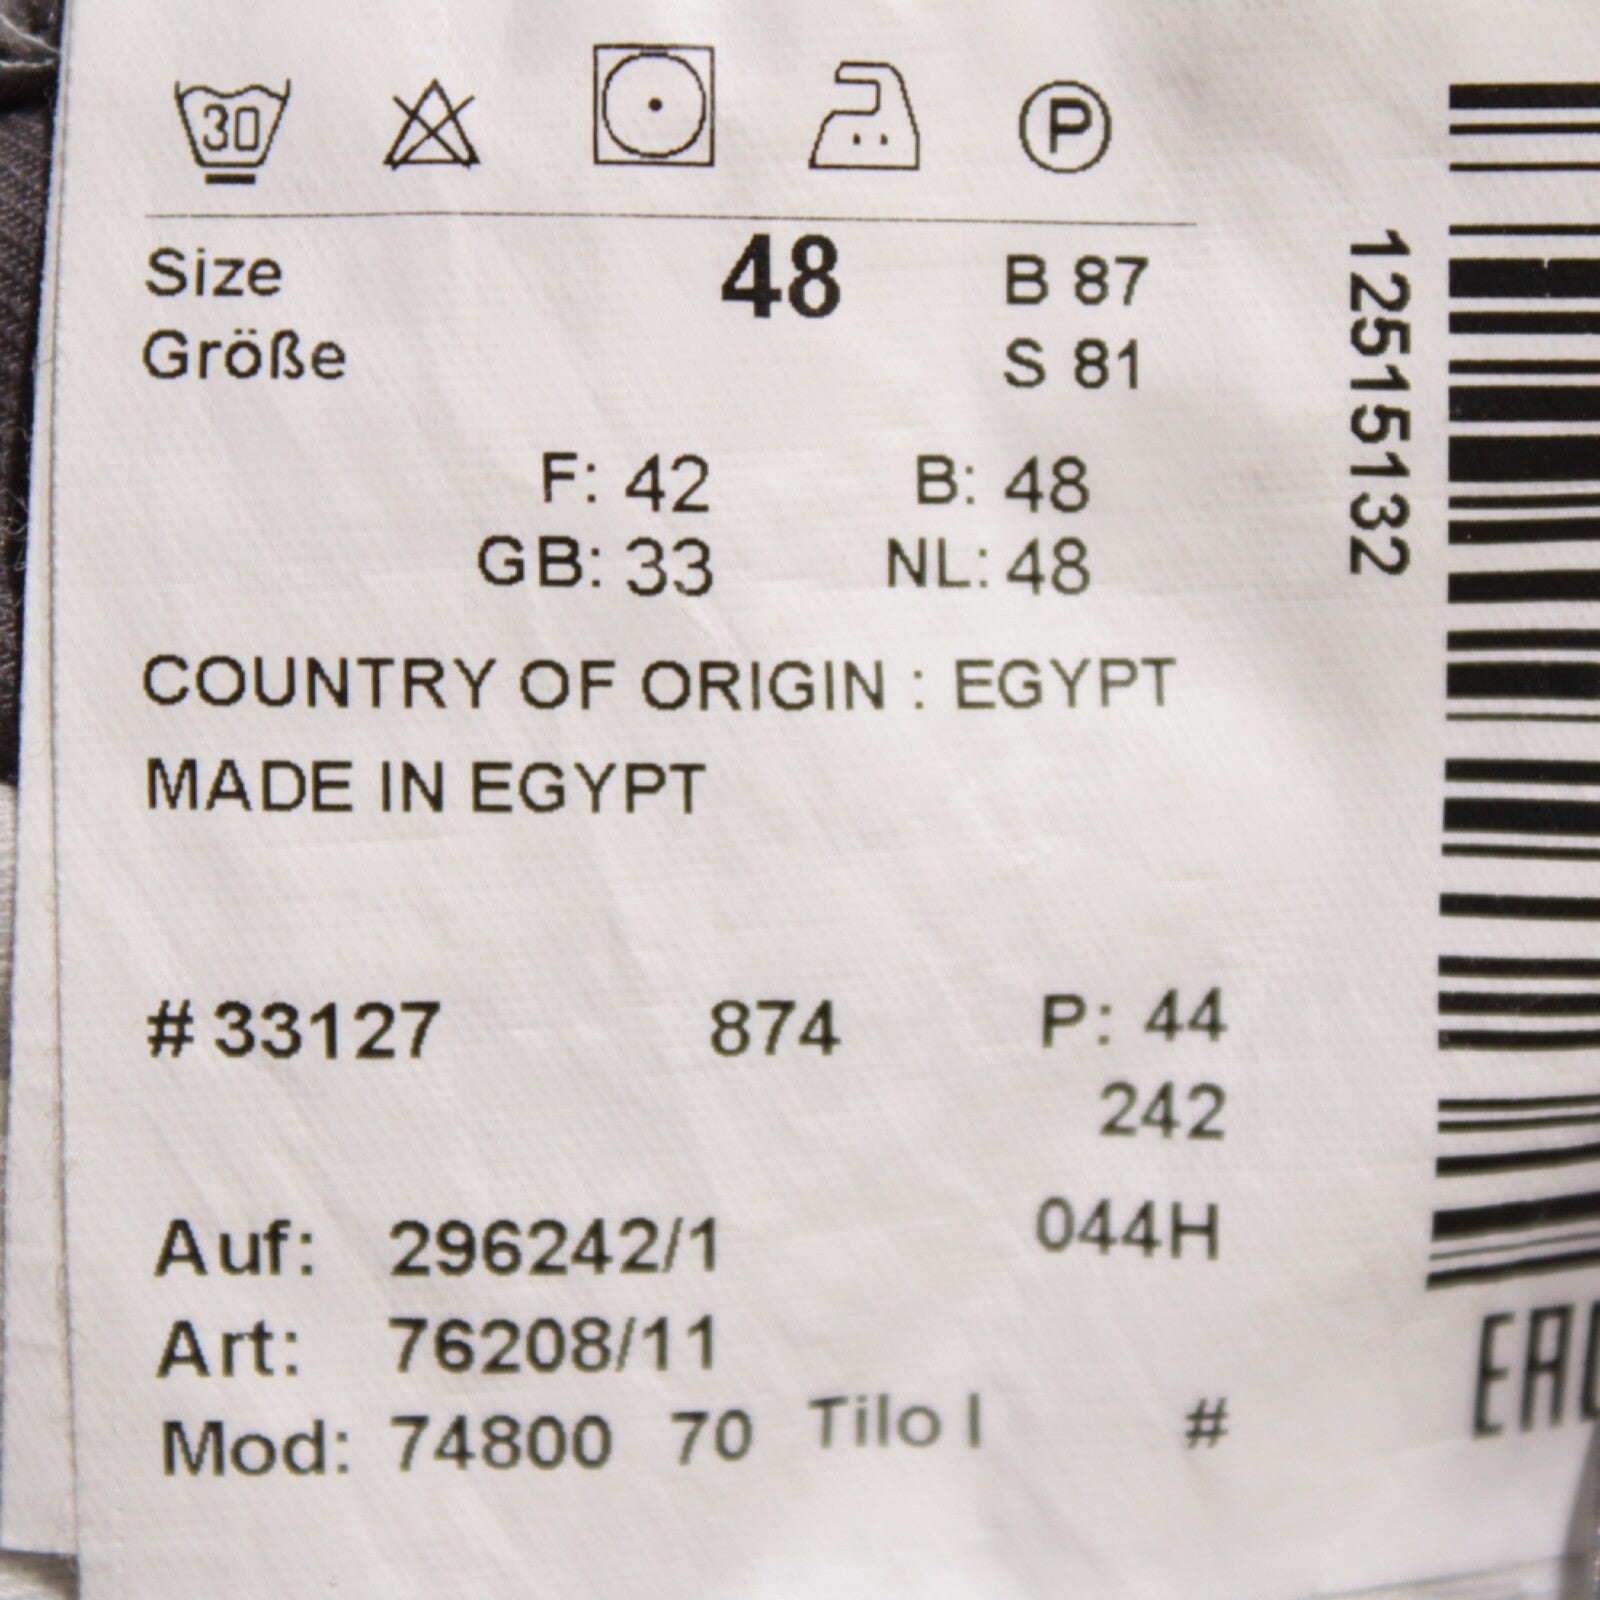 30
P
Size 48 B 87
Größe S 81
F: 42 B: 48
GB: 33 NL: 48
COUNTRY OF ORIGIN : EGYPT
MADE IN EGYPT
#33127 874 P: 44
242
044H
Auf: 296242/1
Art: 76208/11
Mod: 74800 70 Tilo I #
12515132
EAC